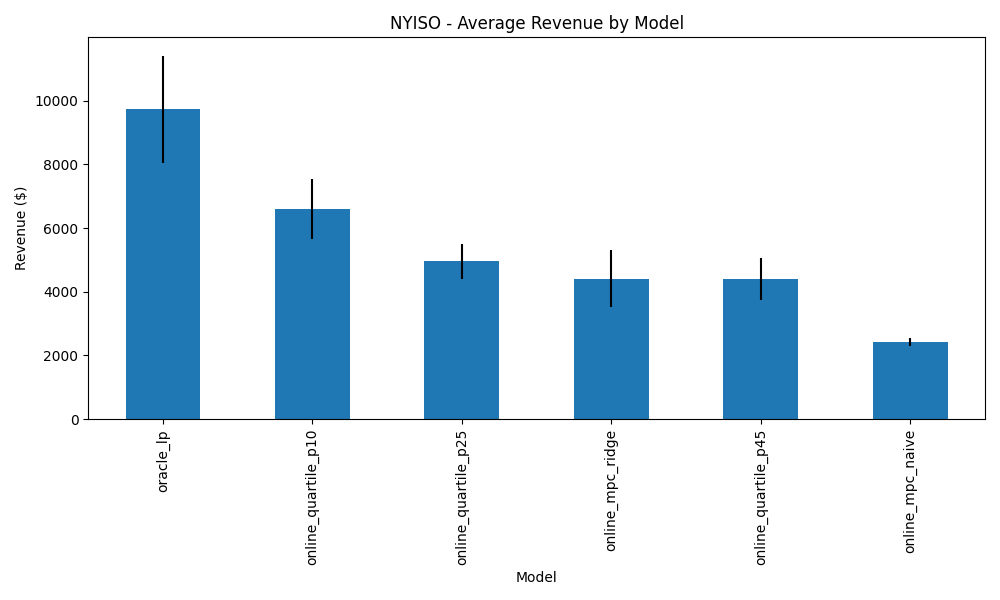 NYISO - Average Revenue by Model
Revenue ($)
10000
8000
6000
4000
2000
0
oracle_lp
online_quartile_p10
online_quartile_p25
online_mpc_ridge
online_quartile_p45
online_mpc_naive
Model